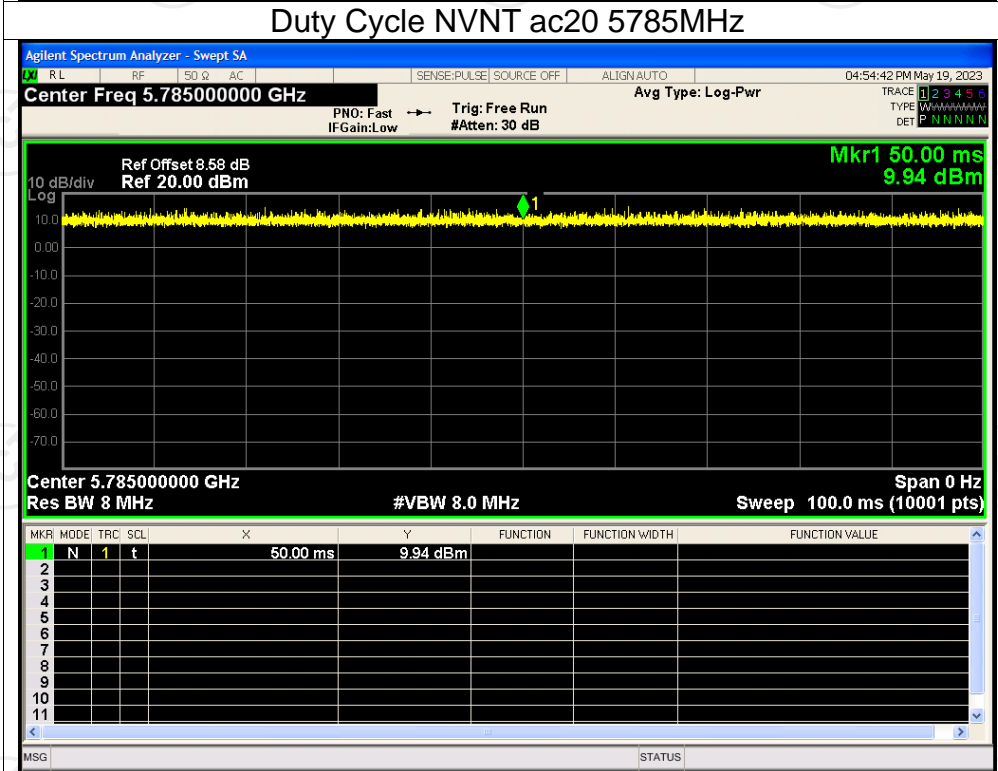 Duty Cycle NVNT ac20 5785MHz
Agilent Spectrum Analyzer - Swept SA
LXI RL RF 50 Ω AC SENSE:PULSE SOURCE OFF ALIGNAUTO 04:54:42 PM May 19, 2023
Center Freq 5.785000000 GHz Avg Type: Log-Pwr TRACE 1 2 3 4 5 6
PNO: Fast Trig: Free Run TYPE WWWWWW
IFGain:Low #Atten: 30 dB DET P N N N N N
Mkr1 50.00 ms
Ref Offset 8.58 dB
10 dB/div Ref 20.00 dBm 9.94 dBm
Log
1
10.0
0.00
-10.0
-20.0
-30.0
-40.0
-50.0
-60.0
-70.0
Center 5.785000000 GHz Span 0 Hz
Res BW 8 MHz #VBW 8.0 MHz Sweep 100.0 ms (10001 pts)
MKR MODE TRC SCL X Y FUNCTION FUNCTION WIDTH FUNCTION VALUE
1 N 1 t 50.00 ms 9.94 dBm
2
3
4
5
6
7
8
9
10
11
MSG STATUS